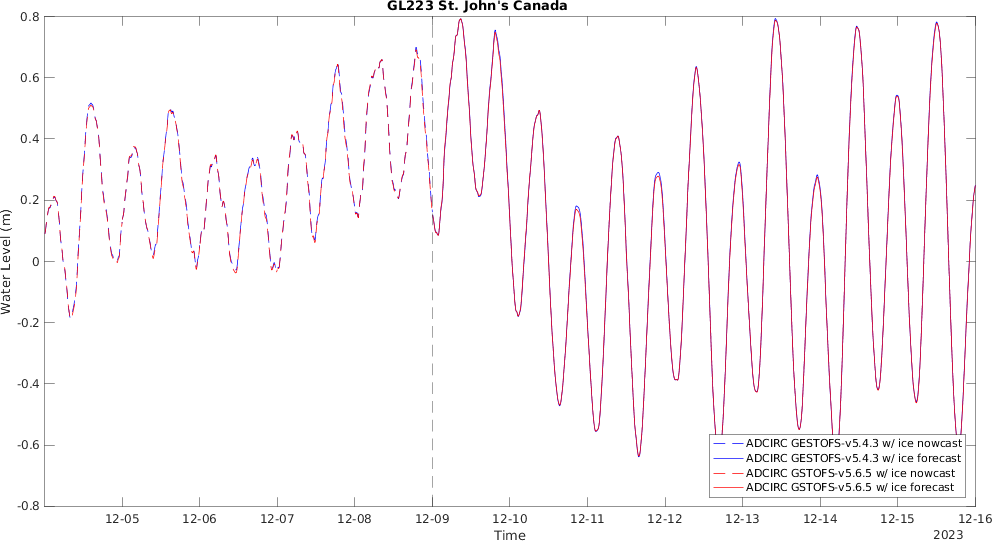 GL223 St. John's Canada
0.8
0.6
0.4
0.2
0
-0.2
-0.4
-0.6
-0.8
Water Level (m)
ADCIRC GESTOFS-v5.4.3 w/ ice nowcast
ADCIRC GESTOFS-v5.4.3 w/ ice forecast
ADCIRC GSTOFS-v5.6.5 w/ ice nowcast
ADCIRC GSTOFS-v5.6.5 w/ ice forecast
12-05 12-06 12-07 12-08 12-09 12-10 12-11 12-12 12-13 12-14 12-15 12-16
Time
2023